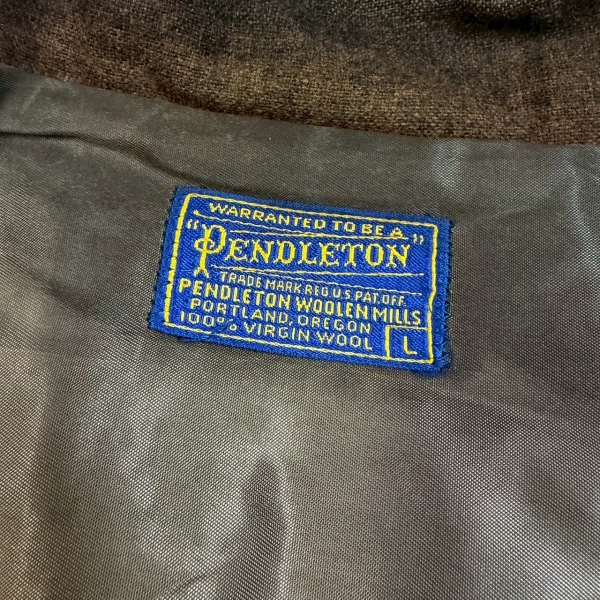 WARRANTED TO BE A
"PENDLETON"
TRADE MARK REG U.S. PAT. OFF.
PENDLETON WOOLEN MILLS
PORTLAND, OREGON
100% VIRGIN WOOL
L